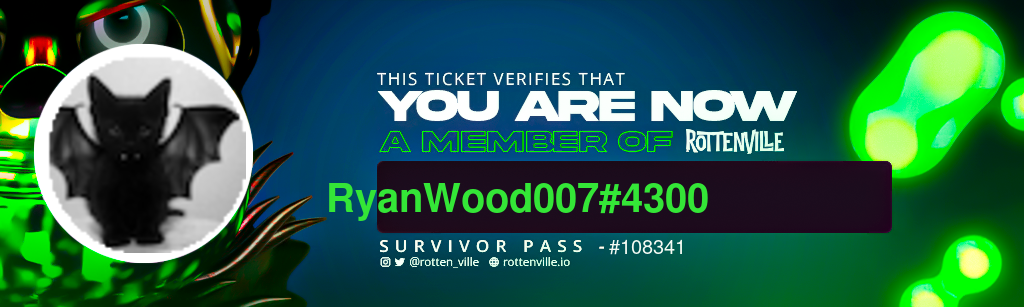 THIS TICKET VERIFIES THAT
YOU ARE NOW
A MEMBER OF ROTTENVILLE
RyanWood007#4300
SURVIVOR PASS - #108341
@rotten_ville rottenville.io